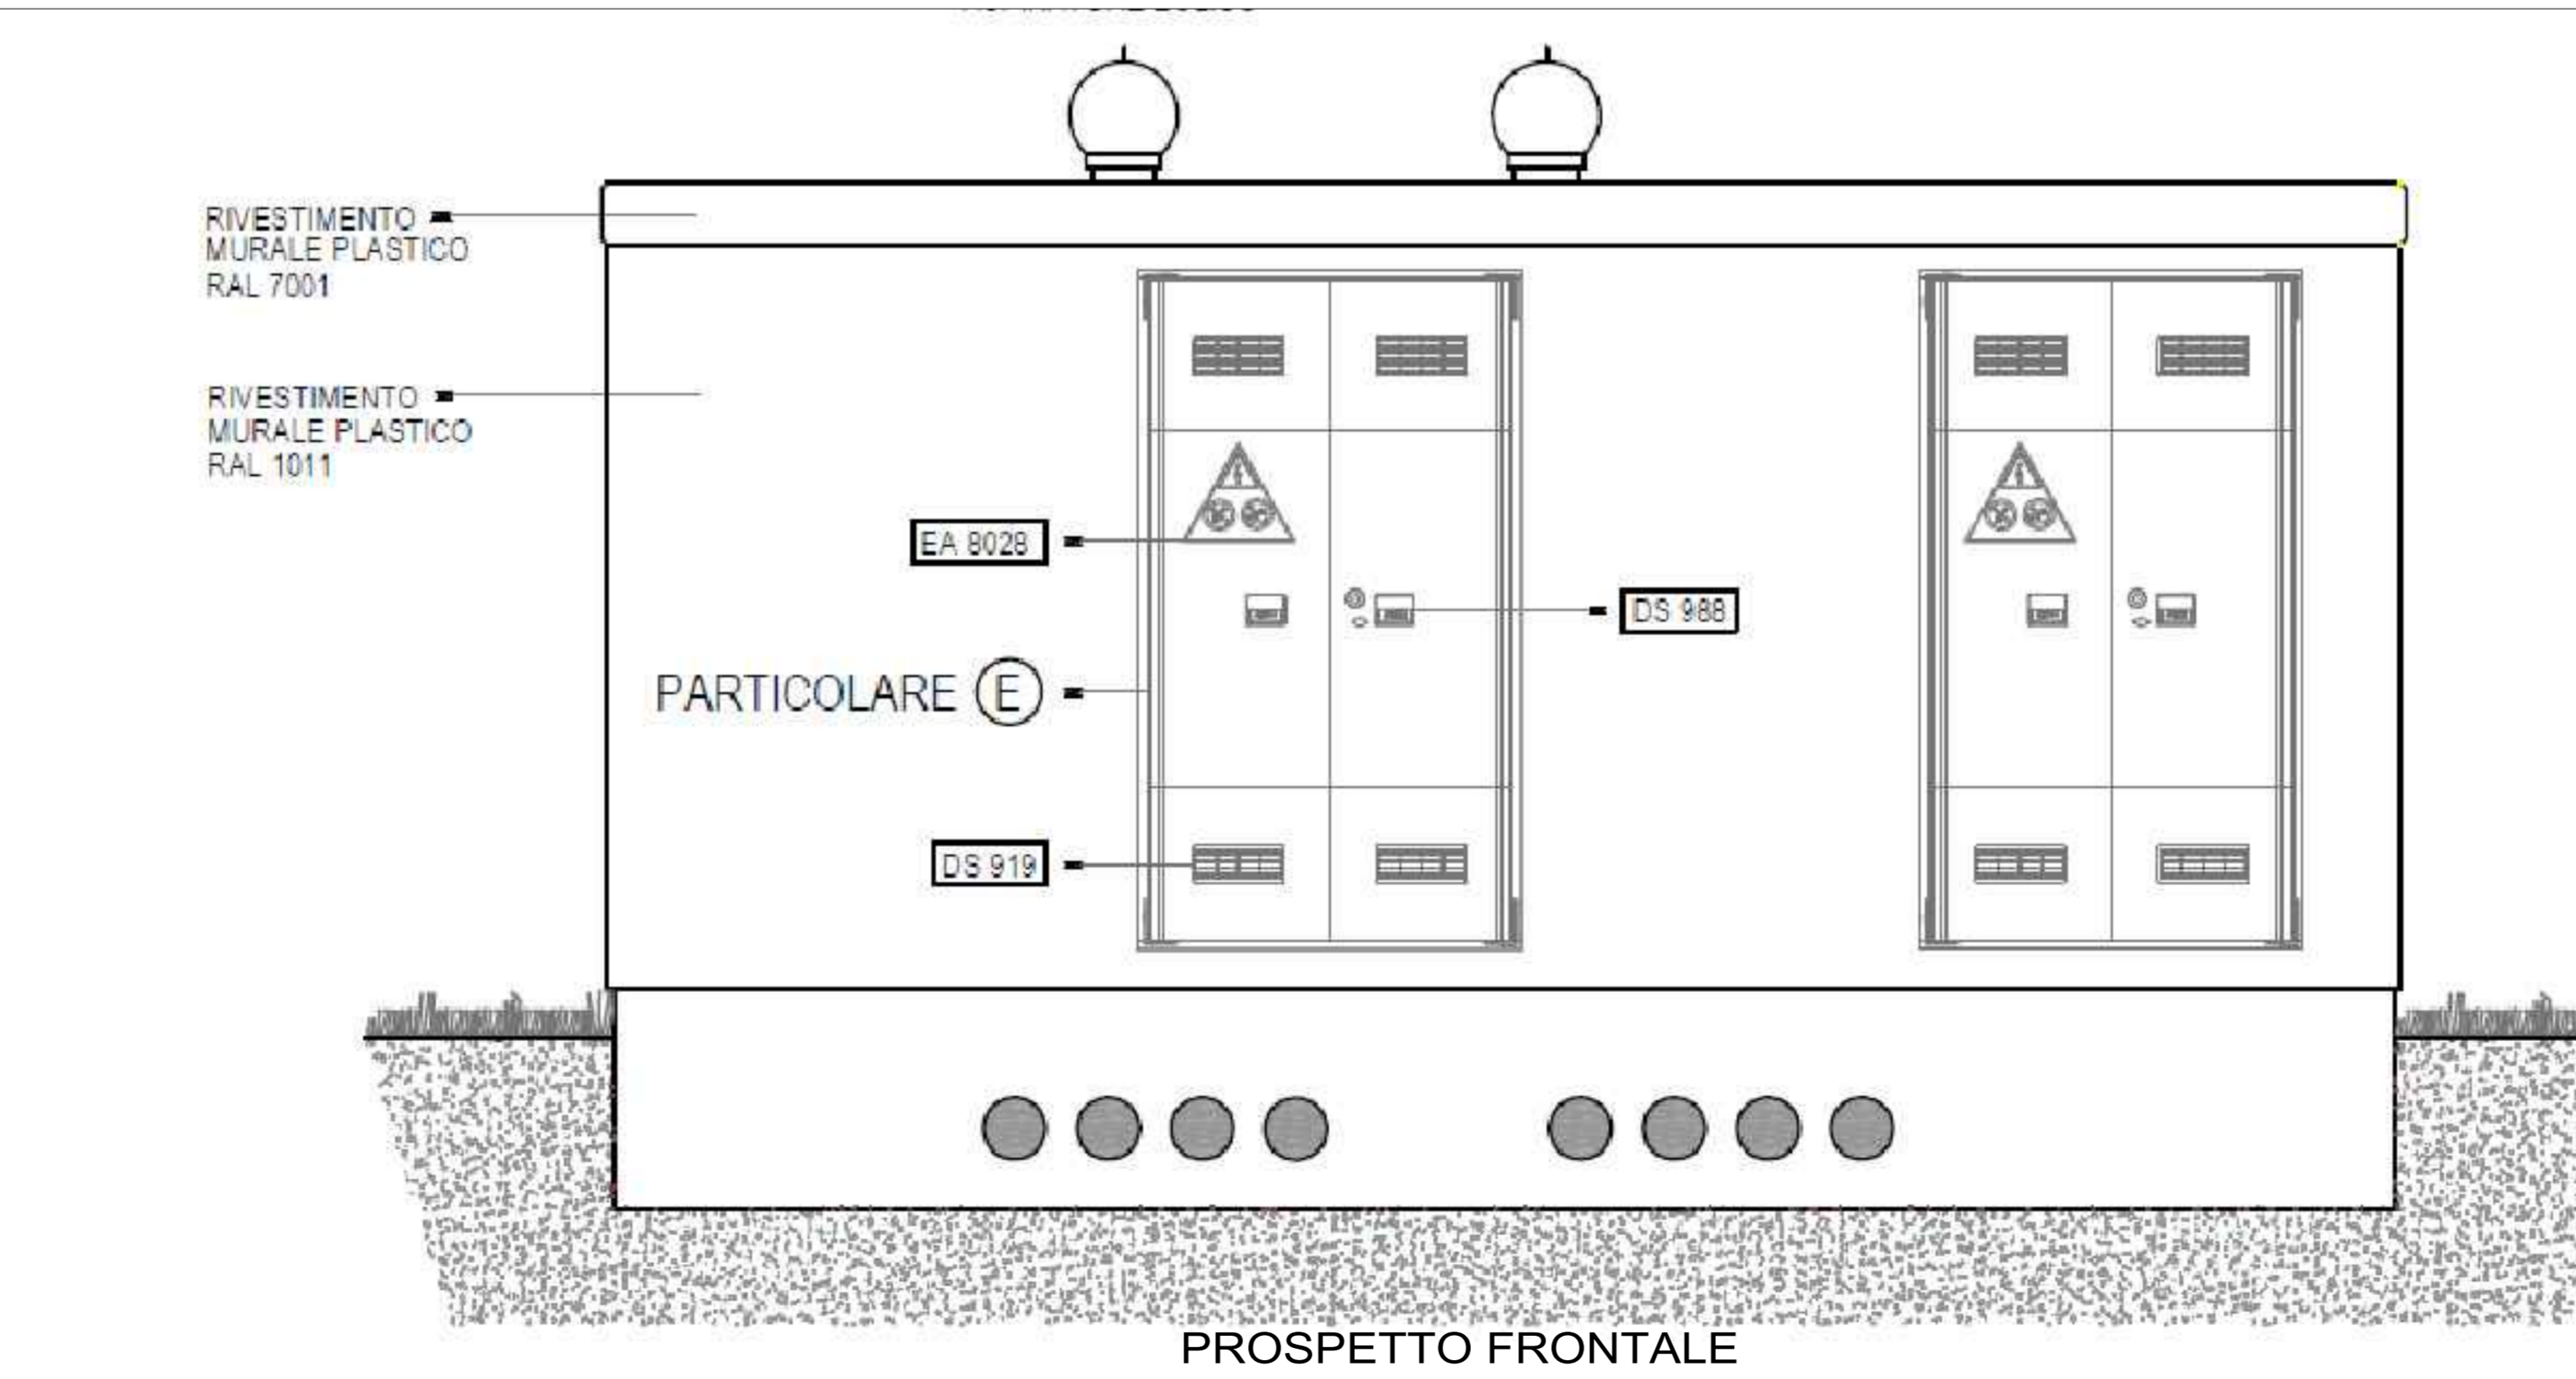 RIVESTIMENTO
MURALE PLASTICO
RAL 7001
RIVESTIMENTO
MURALE PLASTICO
RAL 1011
EA 8028
DS 988
PARTICOLARE E
DS 919
PROSPETTO FRONTALE